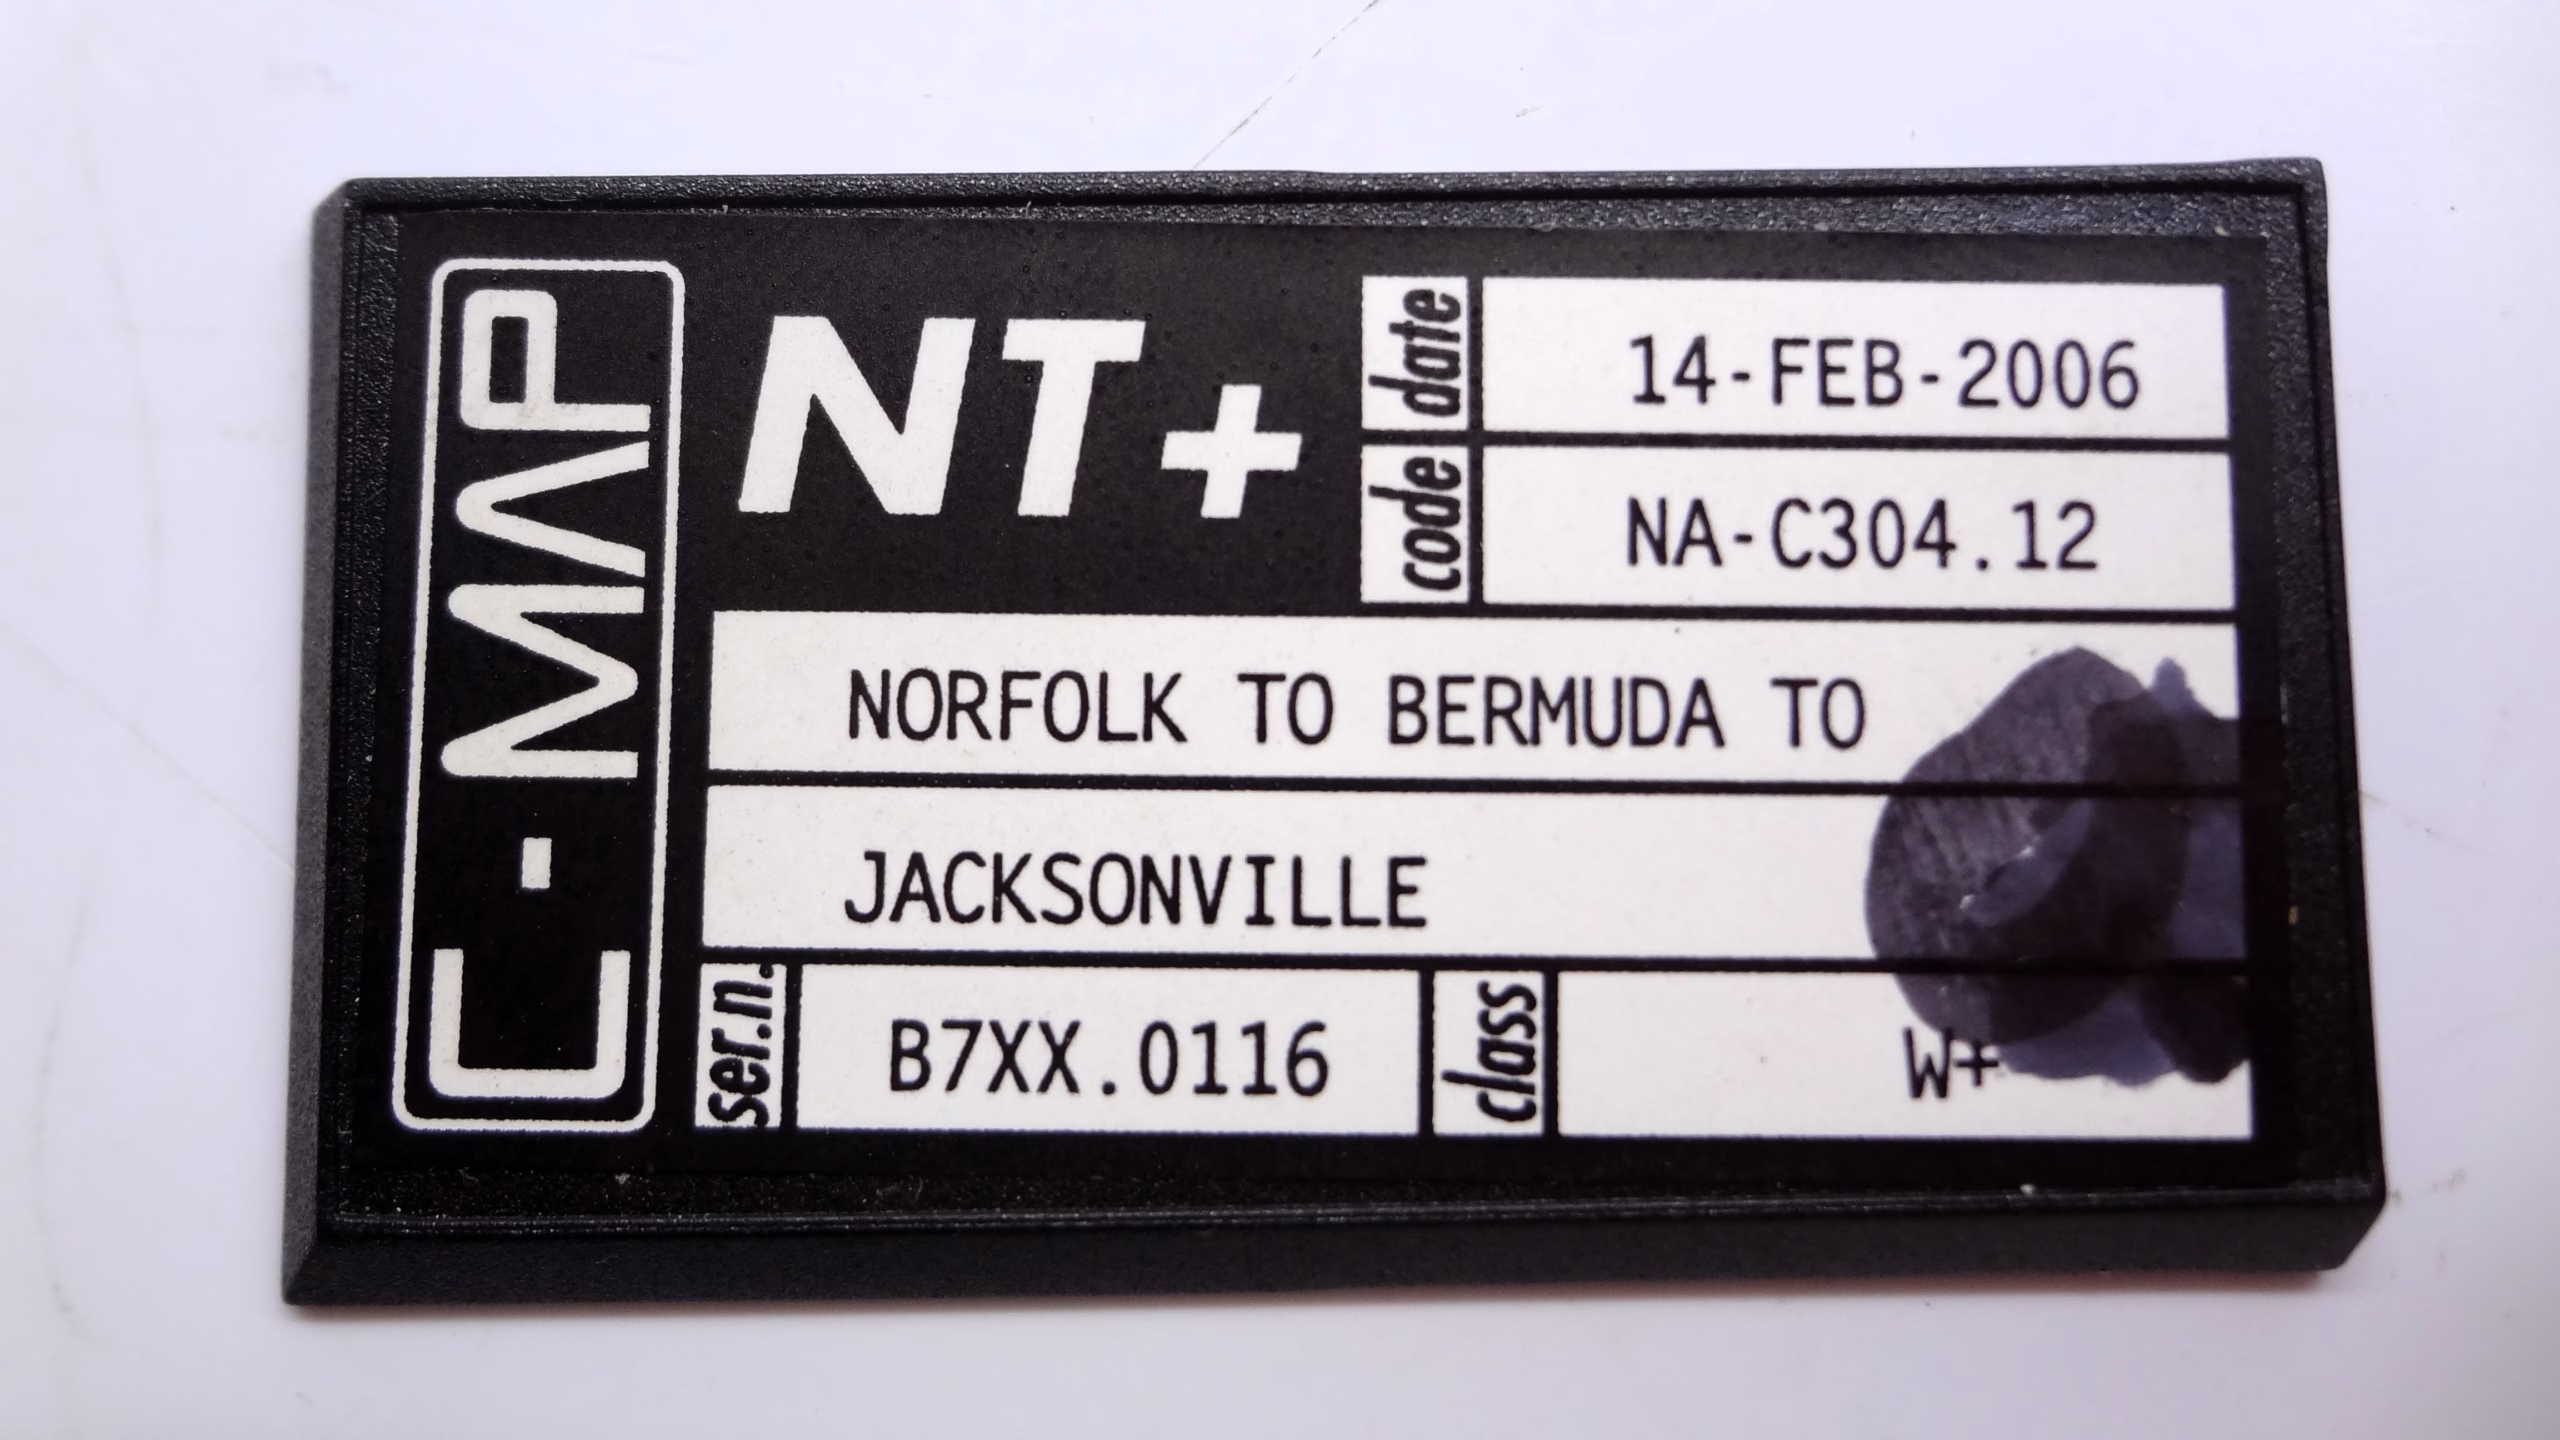 C-MAP
NT+
date 14-FEB-2006
code NA-C304.12
NORFOLK TO BERMUDA TO
JACKSONVILLE
ser.n. B7XX.0116 class W+